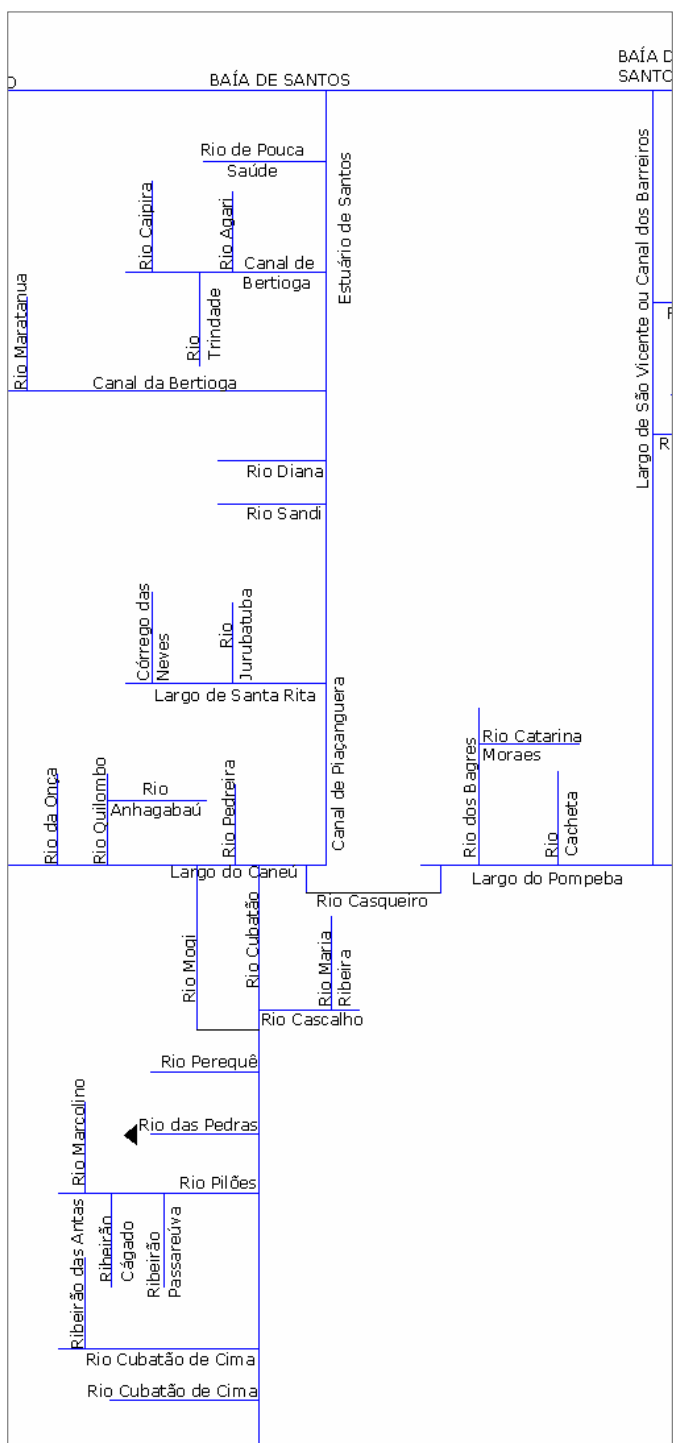 BAÍA D
SANTO
O
BAÍA DE SANTOS
Rio de Pouca
Saúde
Rio Caipira
Rio Agari
Canal de
Bertioga
Rio
Trindade
Estuário de Santos
Largo de São Vicente ou Canal dos Barreiros
Rio Maratanua
Canal da Bertioga
R
Rio Diana
Rio Sandi
Córrego das
Neves
Rio
Jurubatuba
Largo de Santa Rita
Canal de Piaçanguera
Rio dos Bagres
Rio Catarina
Moraes
Rio
Cacheta
Rio da Onça
Rio Quilombo
Rio
Anhagabaú
Rio Pedreira
Largo do Caneú
Largo do Pompeba
Rio Casqueiro
Rio Mogi
Rio Cubatão
Rio Maria
Ribeira
Rio Cascalho
Rio Perequê
Rio das Pedras
Rio Marcolino
Rio Pilões
Ribeirão das Antas
Ribeirão
Cágado
Ribeirão
Passareúva
Rio Cubatão de Cima
Rio Cubatão de Cima